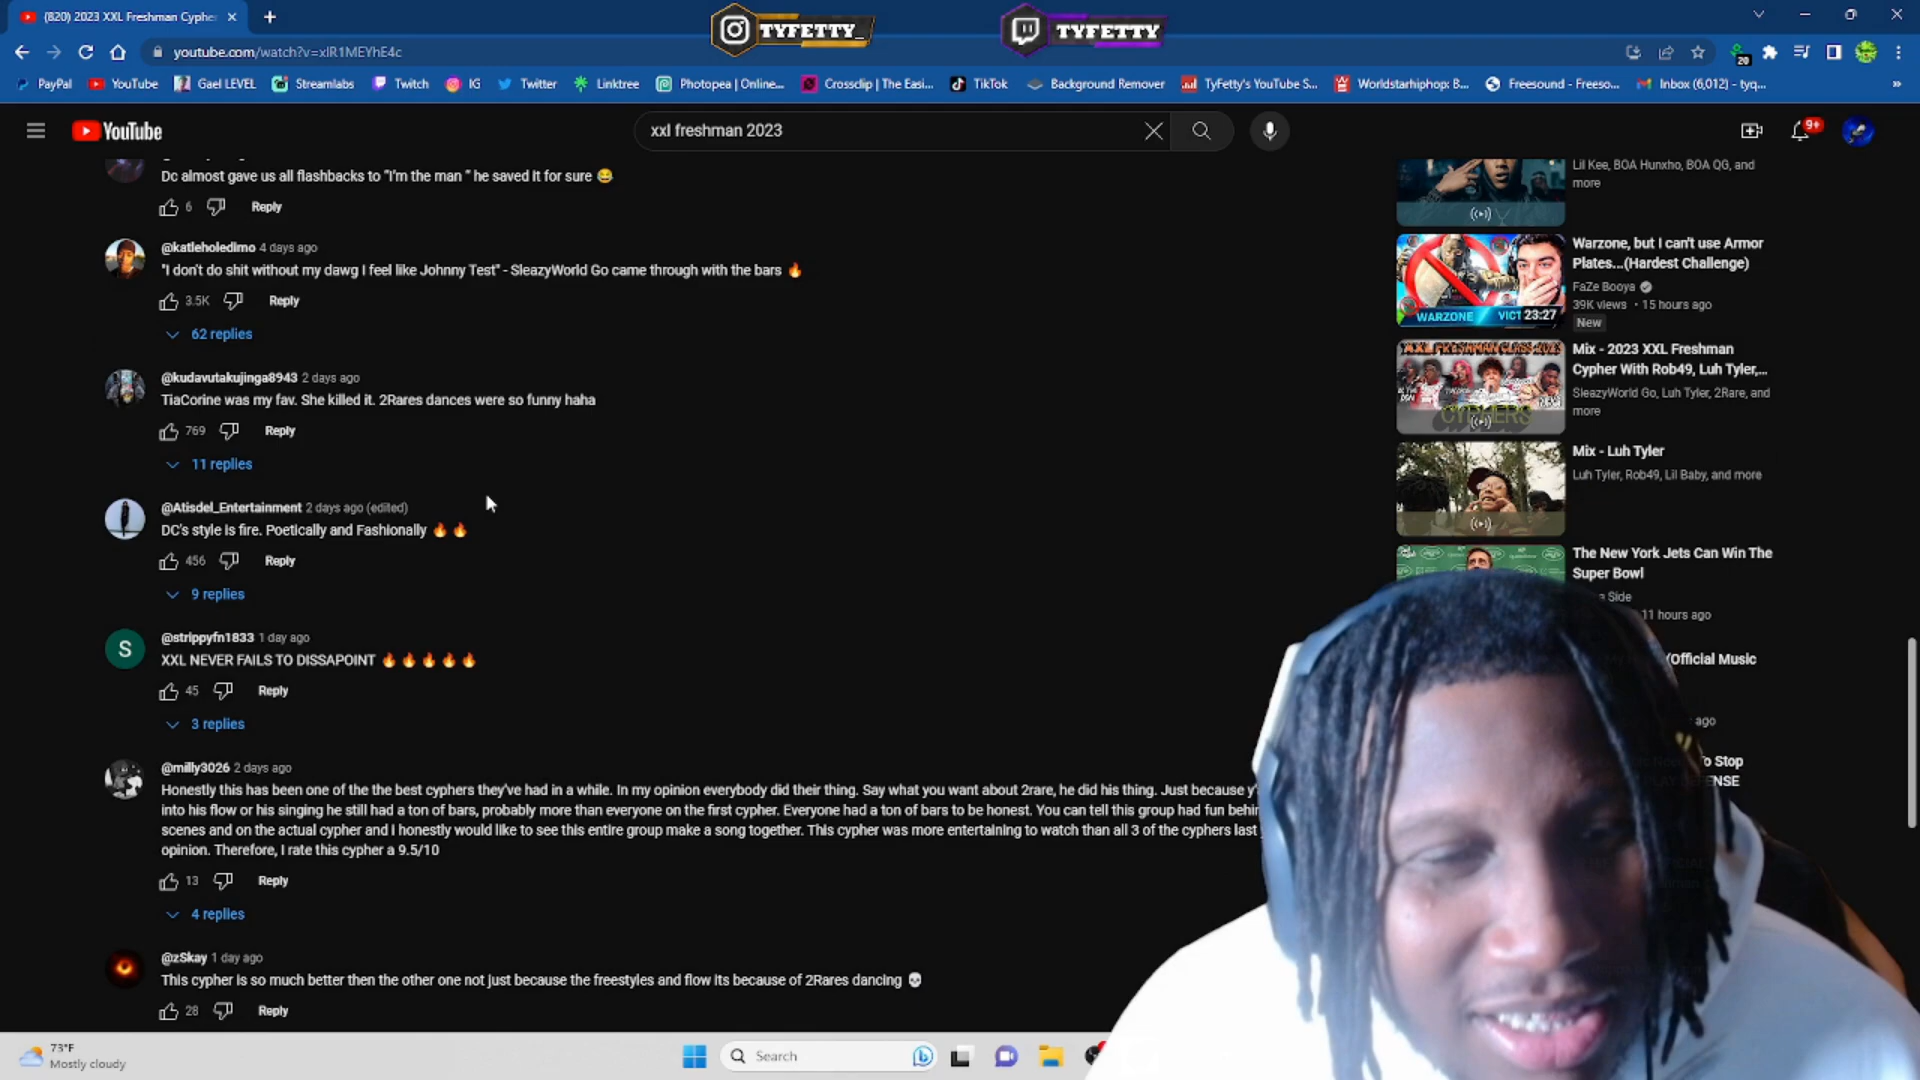 (820) 2023 XXL Freshman Cypher
TYFETTY_
TYFETTY
youtube.com/watch?v=xlR1MEYhE4c
20
PayPal
YouTube
Gael LEVEL
Streamlabs
Twitch
IG
Twitter
Linktree
Photopea | Online...
Crossclip | The Easi...
TikTok
Background Remover
TyFetty's YouTube S...
Worldstarhiphop: B...
Freesound - Freeso...
Inbox (6,012) - tyq...
YouTube
xxl freshman 2023
9+
Dc almost gave us all flashbacks to "I'm the man " he saved it for sure 😂
6 Reply
@katleholedimo 4 days ago
"I don't do shit without my dawg I feel like Johnny Test" - SleazyWorld Go came through with the bars 🔥
3.5K Reply
62 replies
@kudavutakujinga8943 2 days ago
TiaCorine was my fav. She killed it. 2Rares dances were so funny haha
769 Reply
11 replies
@Atisdel_Entertainment 2 days ago (edited)
DC's style is fire. Poetically and Fashionally 🔥 🔥
456 Reply
9 replies
@strippyfn1833 1 day ago
XXL NEVER FAILS TO DISSAPOINT 🔥 🔥 🔥 🔥 🔥
45 Reply
3 replies
@milly3026 2 days ago
Honestly this has been one of the the best cyphers they've had in a while. In my opinion everybody did their thing. Say what you want about 2rare, he did his thing. Just because y'
into his flow or his singing he still had a ton of bars, probably more than everyone on the first cypher. Everyone had a ton of bars to be honest. You can tell this group had fun behin
scenes and on the actual cypher and i honestly would like to see this entire group make a song together. This cypher was more entertaining to watch than all 3 of the cyphers last
opinion. Therefore, I rate this cypher a 9.5/10
13 Reply
4 replies
@zSkay 1 day ago
This cypher is so much better then the other one not just because the freestyles and flow its because of 2Rares dancing 💀
28 Reply
Lil Kee, BOA Hunxho, BOA QG, and
more
WARZONE VICT 23:27
Warzone, but I can't use Armor
Plates...(Hardest Challenge)
FaZe Booya
39K views • 15 hours ago
New
XXL FRESHMAN CLASS 2023
CYPHERS
Mix - 2023 XXL Freshman
Cypher With Rob49, Luh Tyler,...
SleazyWorld Go, Luh Tyler, 2Rare, and
more
Mix - Luh Tyler
Luh Tyler, Rob49, Lil Baby, and more
The New York Jets Can Win The
Super Bowl
a Side
11 hours ago
(Official Music
ago
To Stop
DEFENSE
73°F
Mostly cloudy
Search